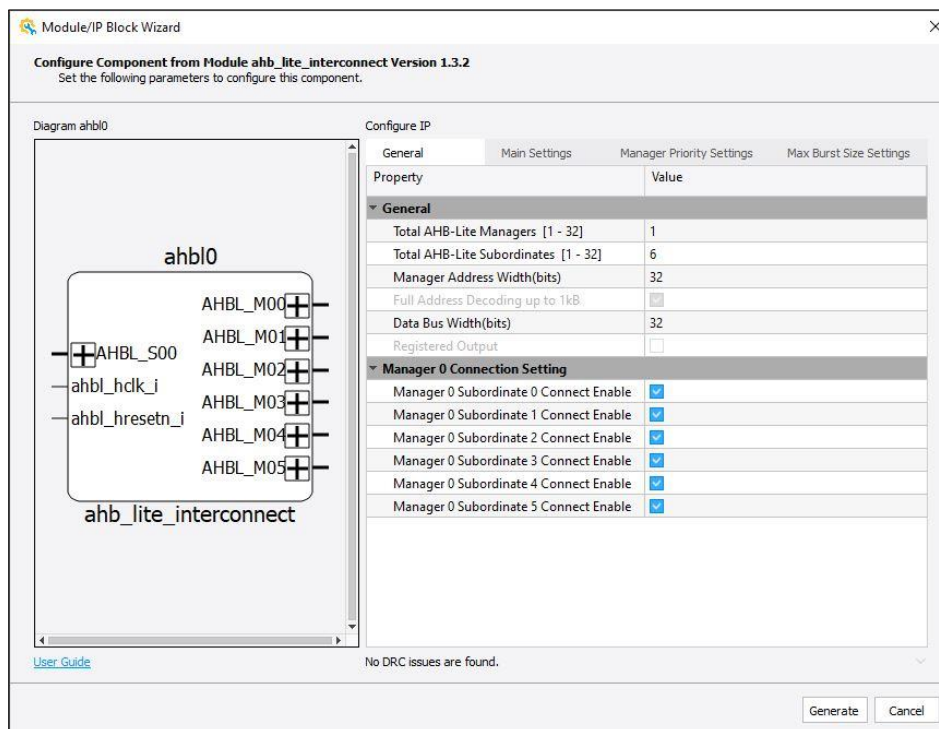 Module/IP Block Wizard
Configure Component from Module ahb_lite_interconnect Version 1.3.2
Set the following parameters to configure this component.
Diagram ahbl0
ahbl0
AHBL_M00
AHBL_M01
AHBL_S00
AHBL_M02
ahbl_hclk_i
AHBL_M03
ahbl_hresetn_i
AHBL_M04
AHBL_M05
ahb_lite_interconnect
User Guide
Configure IP
General Main Settings Manager Priority Settings Max Burst Size Settings
Property Value
General
Total AHB-Lite Managers [1 - 32] 1
Total AHB-Lite Subordinates [1 - 32] 6
Manager Address Width(bits) 32
Full Address Decoding up to 1kB
Data Bus Width(bits) 32
Registered Output
Manager 0 Connection Setting
Manager 0 Subordinate 0 Connect Enable
Manager 0 Subordinate 1 Connect Enable
Manager 0 Subordinate 2 Connect Enable
Manager 0 Subordinate 3 Connect Enable
Manager 0 Subordinate 4 Connect Enable
Manager 0 Subordinate 5 Connect Enable
No DRC issues are found.
Generate Cancel